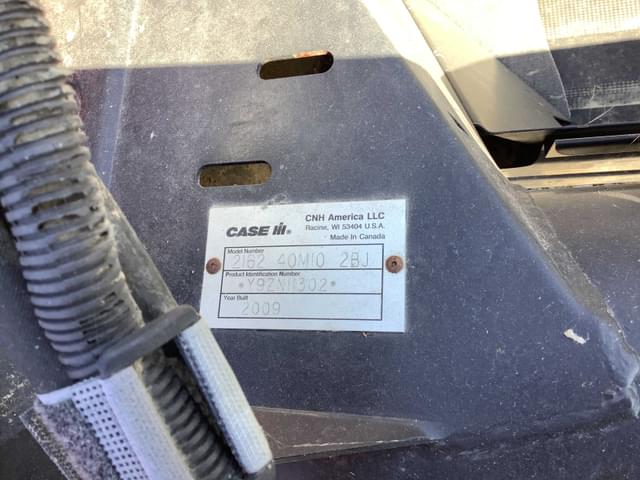 CASE IH®
CNH America LLC
Racine, WI 53404 U.S.A.
Made In Canada
Model Number
2162 40M10 2BJ
Product Identification Number
*Y9ZN11302*
Year Built
2009